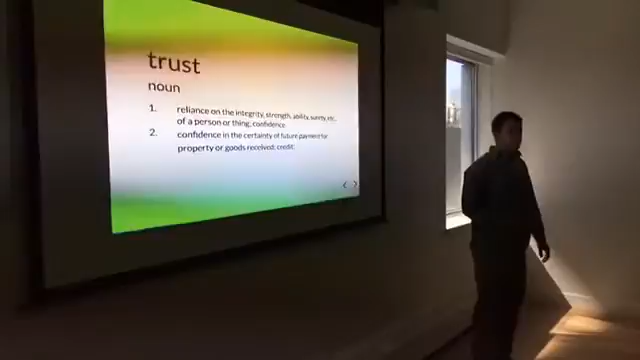 trust
noun
1. reliance on the integrity, strength, ability, surety, etc.
of a person or thing; confidence.
2. confidence in the certainty of future payment for
property or goods received; credit: